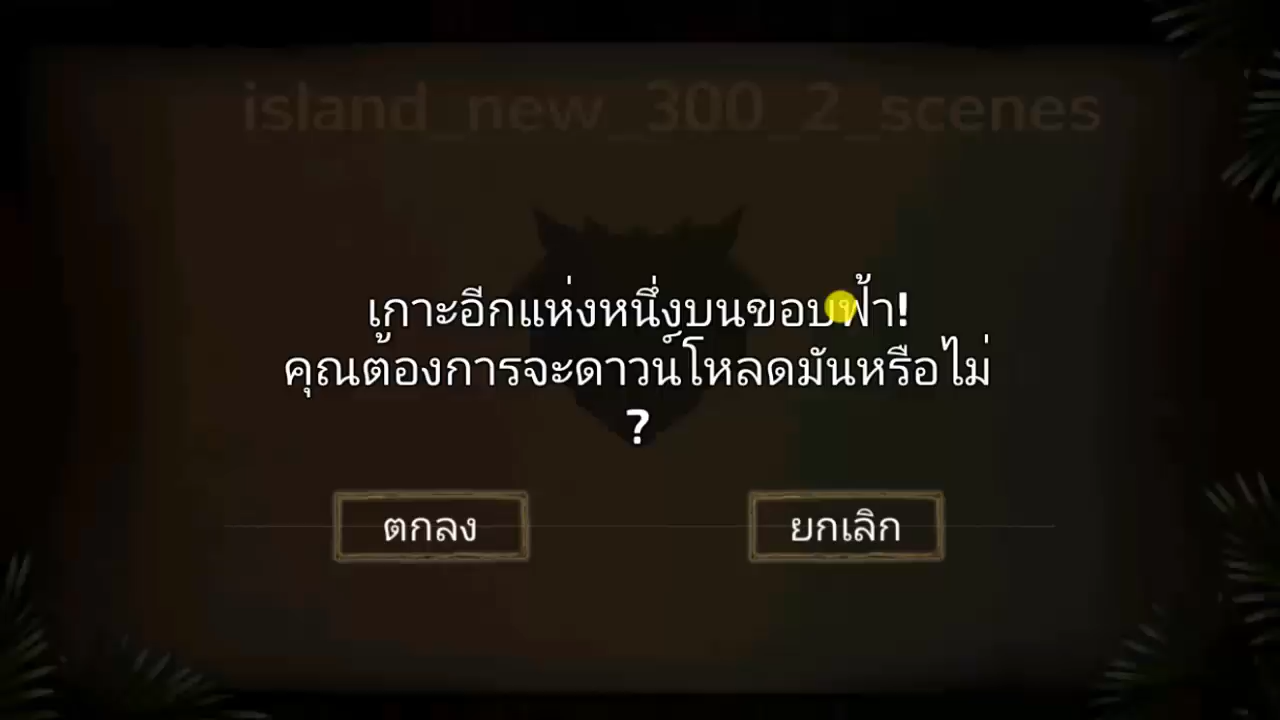 island_new_300_2_scenes
เกาะอีกแห่งหนึ่งบนขอบฟ้า!
คุณต้องการจะดาวน์โหลดมันหรือไม่
?
ตกลง
ยกเลิก